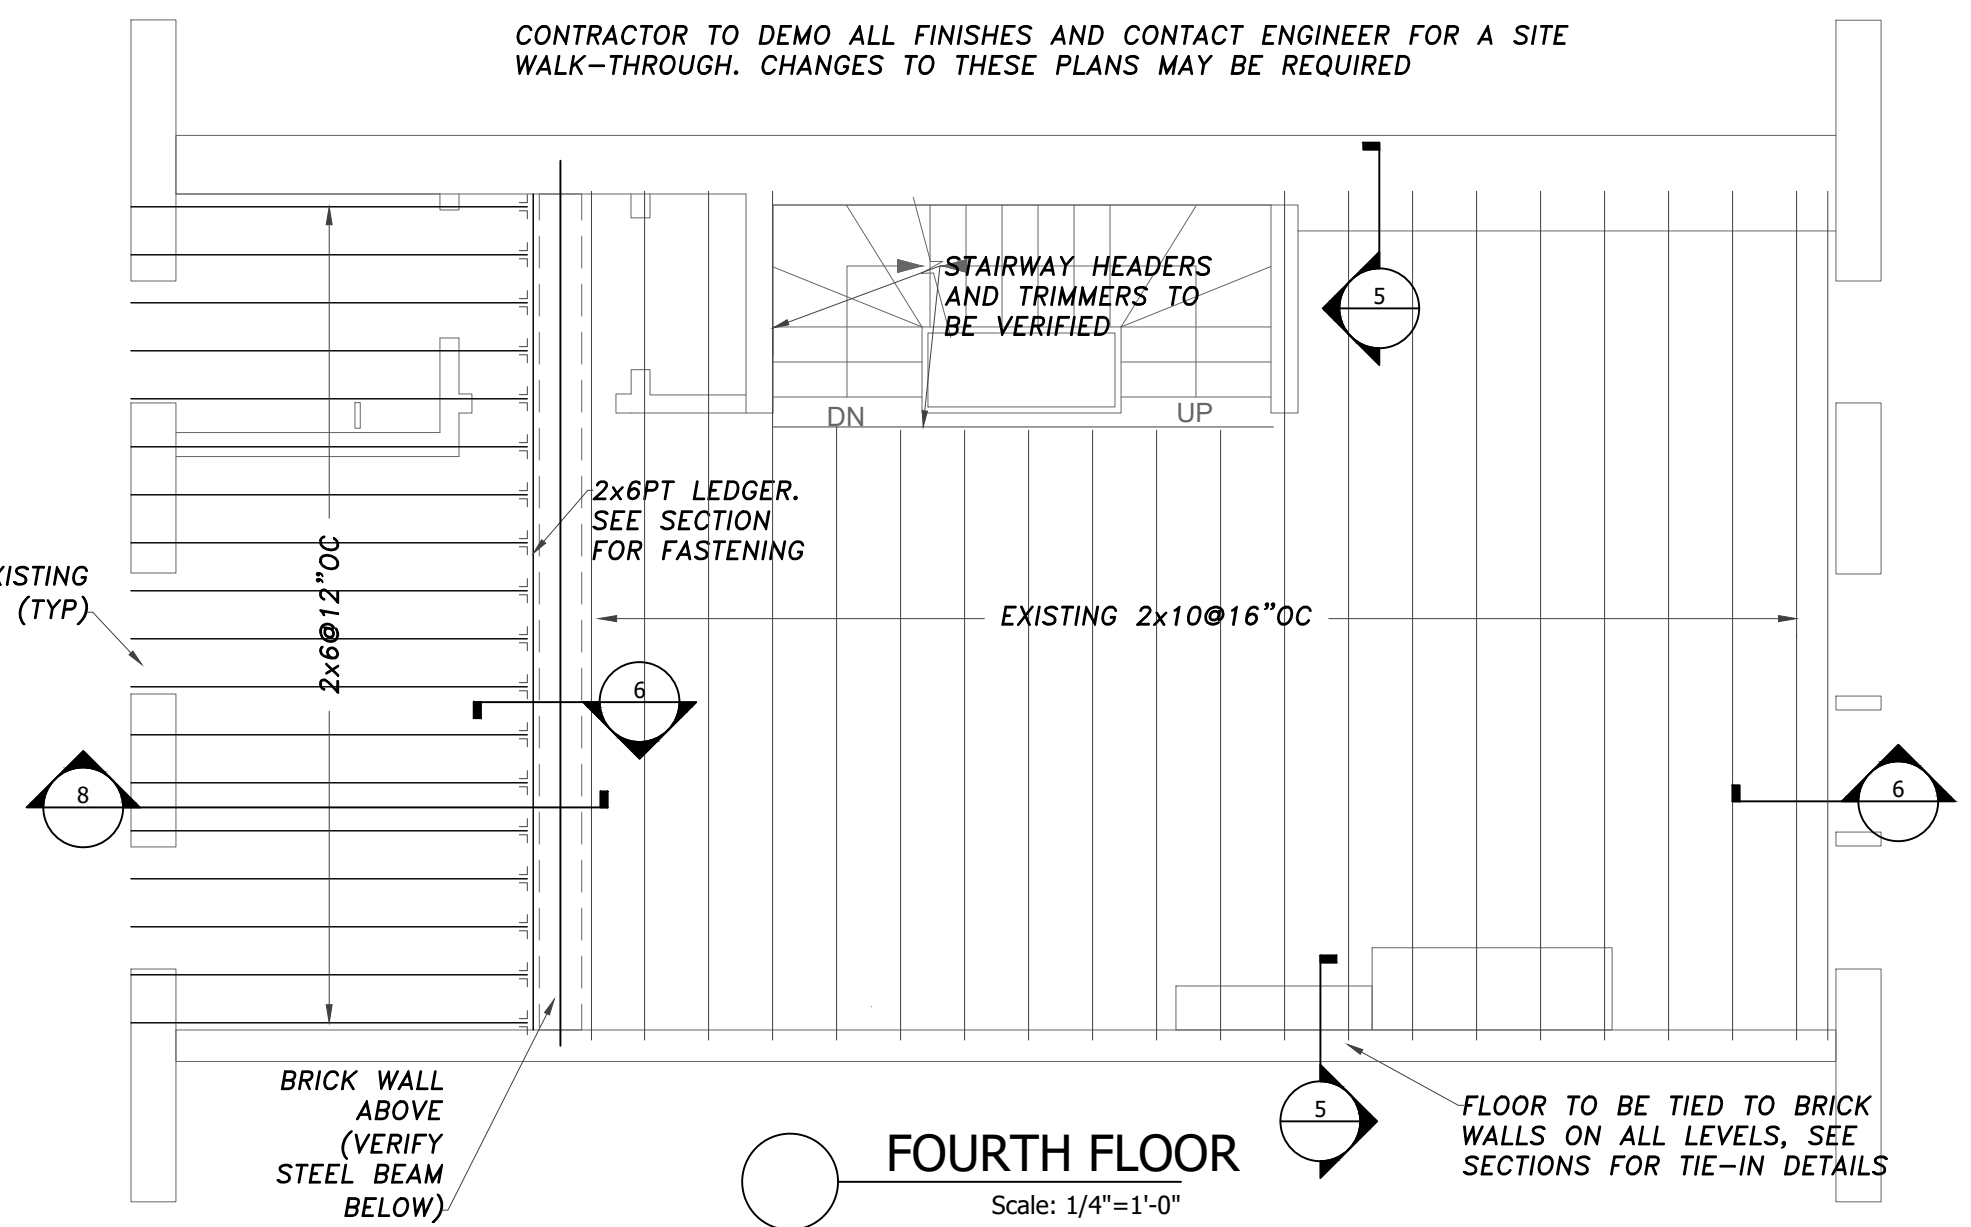 CONTRACTOR TO DEMO ALL FINISHES AND CONTACT ENGINEER FOR A SITE
WALK-THROUGH. CHANGES TO THESE PLANS MAY BE REQUIRED
STAIRWAY HEADERS
AND TRIMMERS TO
BE VERIFIED
5
DN
UP
2x6PT LEDGER.
SEE SECTION
FOR FASTENING
(TYP)
2x6@12"OC
EXISTING 2x10@16"OC
6
8
6
BRICK WALL
ABOVE
(VERIFY
STEEL BEAM
BELOW)
5
FLOOR TO BE TIED TO BRICK
WALLS ON ALL LEVELS, SEE
SECTIONS FOR TIE-IN DETAILS
FOURTH FLOOR
Scale: 1/4"=1'-0"